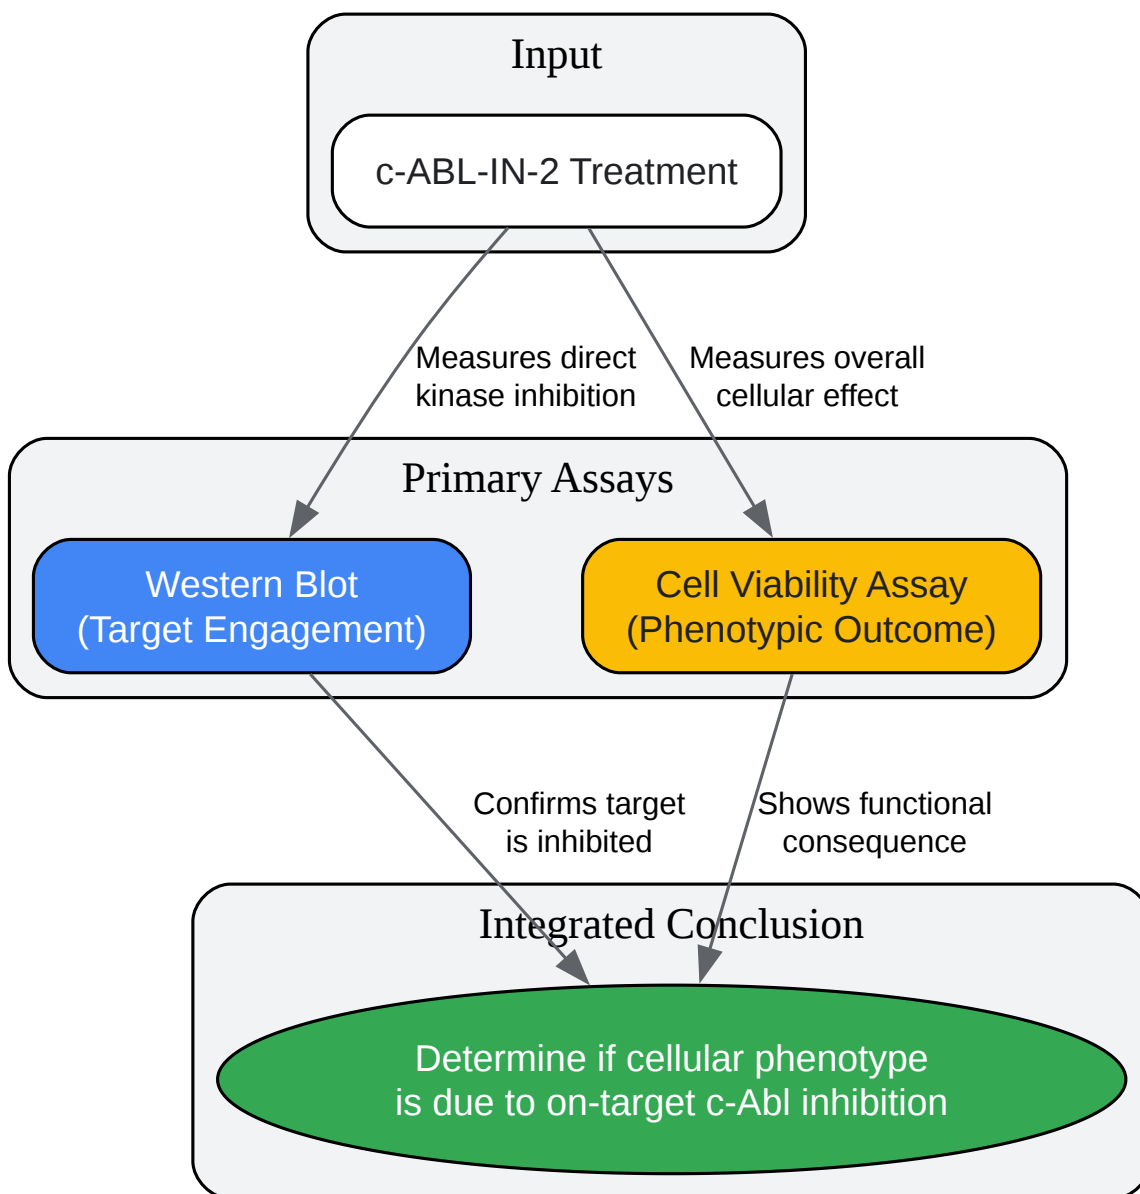 Input
c-ABL-IN-2 Treatment
Measures direct
kinase inhibition
Measures overall
cellular effect
Primary Assays
Western Blot
(Target Engagement)
Cell Viability Assay
(Phenotypic Outcome)
Confirms target
is inhibited
Shows functional
consequence
Integrated Conclusion
Determine if cellular phenotype
is due to on-target c-Abl inhibition